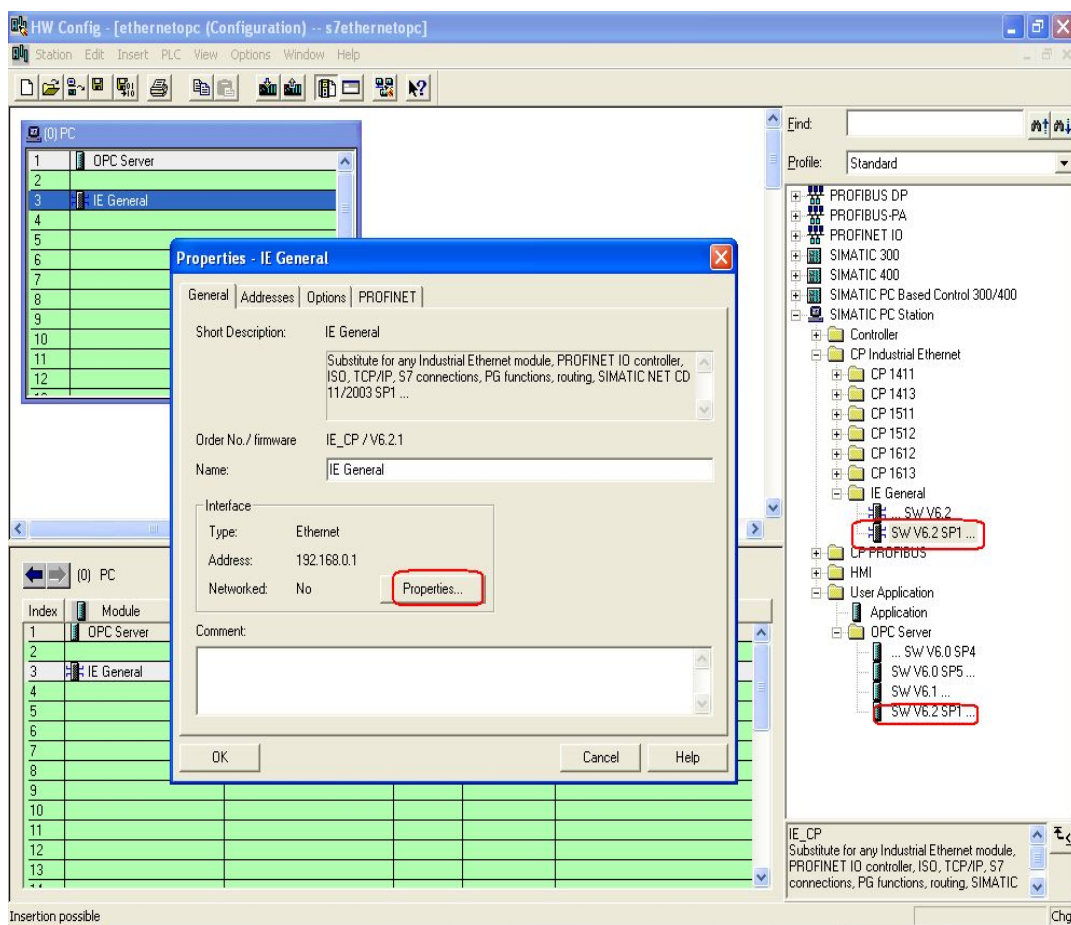 HW Config - [ethernetopc (Configuration) -- s7ethernetopc]
Station Edit Insert PLC View Options Window Help
(0) PC
1 OPC Server
2
3 IE General
4
5
6
7
8
9
10
11
12
Find:
Profile: Standard
PROFIBUS DP
PROFIBUS-PA
PROFINET IO
SIMATIC 300
SIMATIC 400
SIMATIC PC Based Control 300/400
SIMATIC PC Station
Controller
CP Industrial Ethernet
CP 1411
CP 1413
CP 1511
CP 1512
CP 1612
CP 1613
IE General
... SW V6.2
SW V6.2 SP1 ...
CP PROFIBUS
HMI
User Application
Application
OPC Server
... SW V6.0 SP4
SW V6.0 SP5 ...
SW V6.1 ...
SW V6.2 SP1 ...
Properties - IE General
General Addresses Options PROFINET
Short Description: IE General
Substitute for any Industrial Ethernet module, PROFINET IO controller,
ISO, TCP/IP, S7 connections, PG functions, routing, SIMATIC NET CD
11/2003 SP1 ...
Order No./ firmware IE_CP / V6.2.1
Name: IE General
Interface
Type: Ethernet
Address: 192.168.0.1
Networked: No Properties...
Comment:
OK Cancel Help
(0) PC
Index Module
1 OPC Server
2
3 IE General
4
5
6
7
8
9
10
11
12
13
IE_CP
Substitute for any Industrial Ethernet module,
PROFINET IO controller, ISO, TCP/IP, S7
connections, PG functions, routing, SIMATIC
Insertion possible
Chg